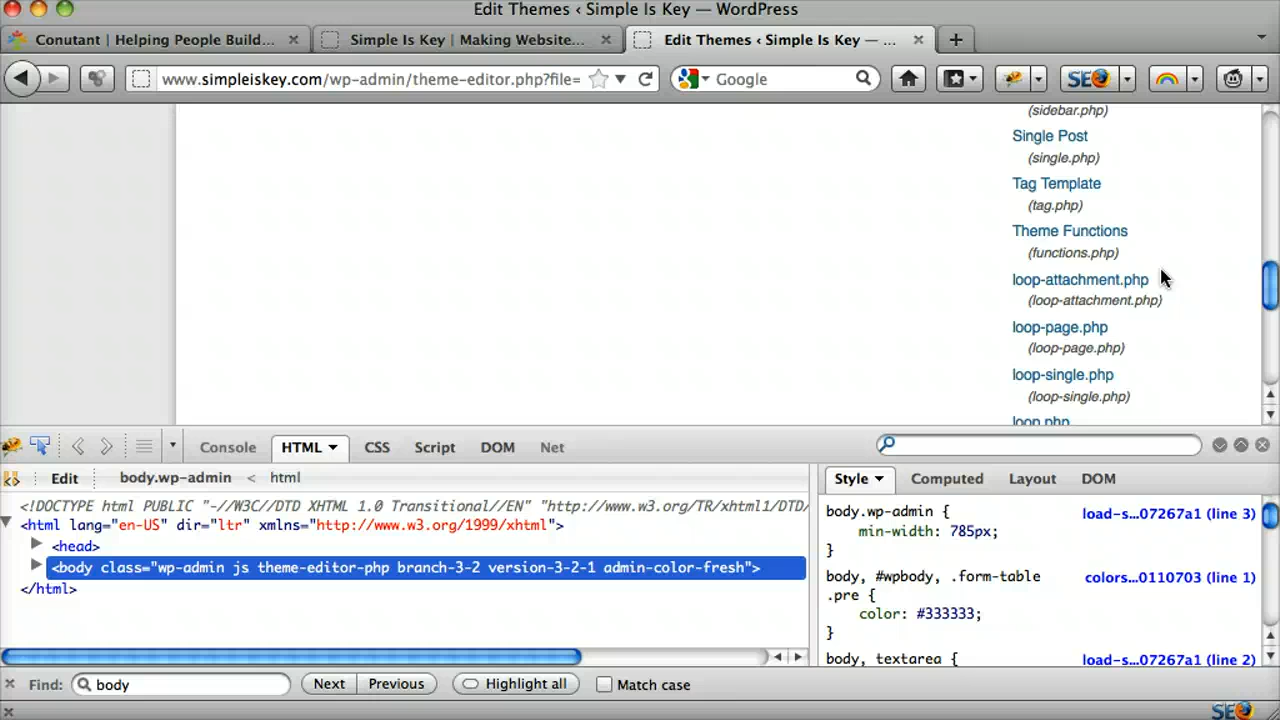 Edit Themes ‹ Simple Is Key — WordPress
Conutant | Helping People Build...
Simple Is Key | Making Website...
Edit Themes ‹ Simple Is Key — ...
www.simpleiskey.com/wp-admin/theme-editor.php?file=
Google
SEO
(sidebar.php)
Single Post
(single.php)
Tag Template
(tag.php)
Theme Functions
(functions.php)
loop-attachment.php
(loop-attachment.php)
loop-page.php
(loop-page.php)
loop-single.php
(loop-single.php)
loop.php
Console
HTML
CSS
Script
DOM
Net
Edit
body.wp-admin < html
<!DOCTYPE html PUBLIC "-//W3C//DTD XHTML 1.0 Transitional//EN" "http://www.w3.org/TR/xhtml1/DTD/
<html lang="en-US" dir="ltr" xmlns="http://www.w3.org/1999/xhtml">
<head>
<body class="wp-admin js theme-editor-php branch-3-2 version-3-2-1 admin-color-fresh">
</html>
Style
Computed
Layout
DOM
body.wp-admin {
load-s...07267a1 (line 3)
min-width: 785px;
}
body, #wpbody, .form-table
colors...0110703 (line 1)
.pre {
color: #333333;
}
body, textarea {
load-s...07267a1 (line 2)
Find:
body
Next
Previous
Highlight all
Match case
SEO